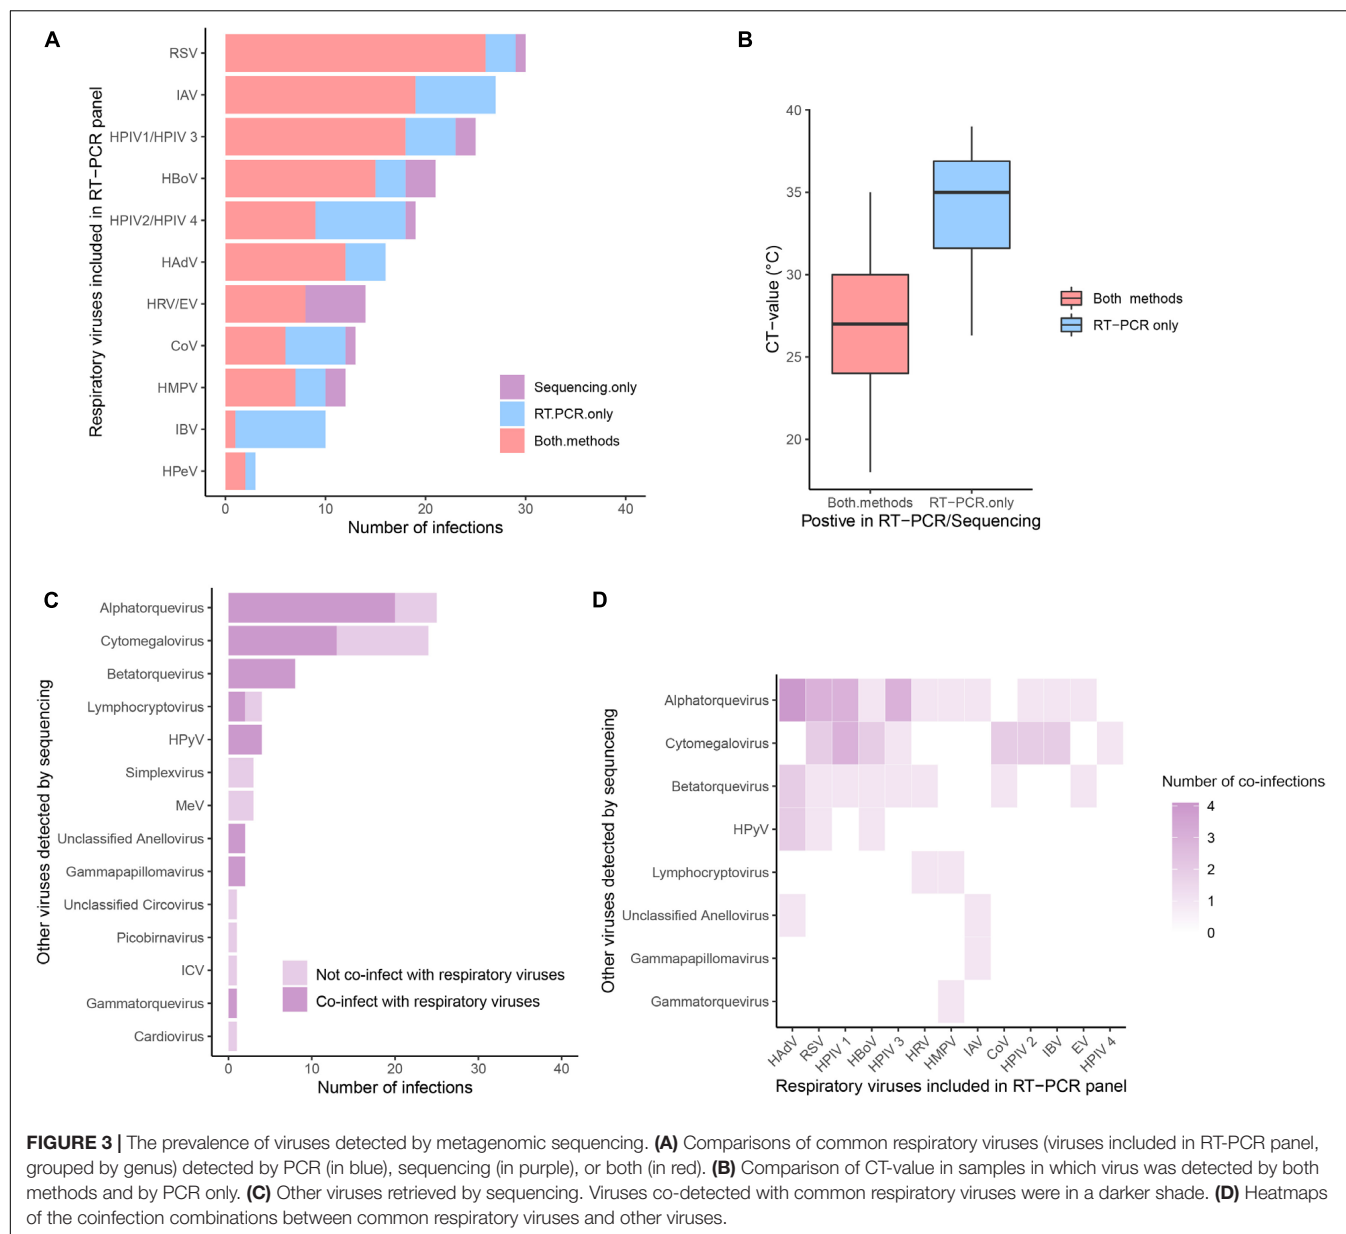 A
Respiratory viruses included in RT−PCR panel
RSV
IAV
HPIV1/HPIV 3
HBoV
HPIV2/HPIV 4
HAdV
HRV/EV
CoV
HMPV
IBV
HPeV
Sequencing.only
RT.PCR.only
Both.methods
0 10 20 30 40
Number of infections
B
CT−value (°C)
40
35
30
25
20
Both methods
RT−PCR only
Both.methods RT−PCR.only
Postive in RT−PCR/Sequencing
C
Other viruses detected by sequencing
Alphatorquevirus
Cytomegalovirus
Betatorquevirus
Lymphocryptovirus
HPyV
Simplexvirus
MeV
Unclassified Anellovirus
Gammapapillomavirus
Unclassified Circovirus
Picobirnavirus
ICV
Gammatorquevirus
Cardiovirus
Not co-infect with respiratory viruses
Co-infect with respiratory viruses
0 10 20 30 40
Number of infections
D
Other viruses detected by sequnceing
Alphatorquevirus
Cytomegalovirus
Betatorquevirus
HPyV
Lymphocryptovirus
Unclassified Anellovirus
Gammapapillomavirus
Gammatorquevirus
HAdV RSV HPIV 1 HBoV HPIV 3 HRV HMPV IAV CoV HPIV 2 IBV EV HPIV 4
Respiratory viruses included in RT−PCR panel
Number of co-infections
4
3
2
1
0
FIGURE 3 | The prevalence of viruses detected by metagenomic sequencing. (A) Comparisons of common respiratory viruses (viruses included in RT-PCR panel,
grouped by genus) detected by PCR (in blue), sequencing (in purple), or both (in red). (B) Comparison of CT-value in samples in which virus was detected by both
methods and by PCR only. (C) Other viruses retrieved by sequencing. Viruses co-detected with common respiratory viruses were in a darker shade. (D) Heatmaps
of the coinfection combinations between common respiratory viruses and other viruses.